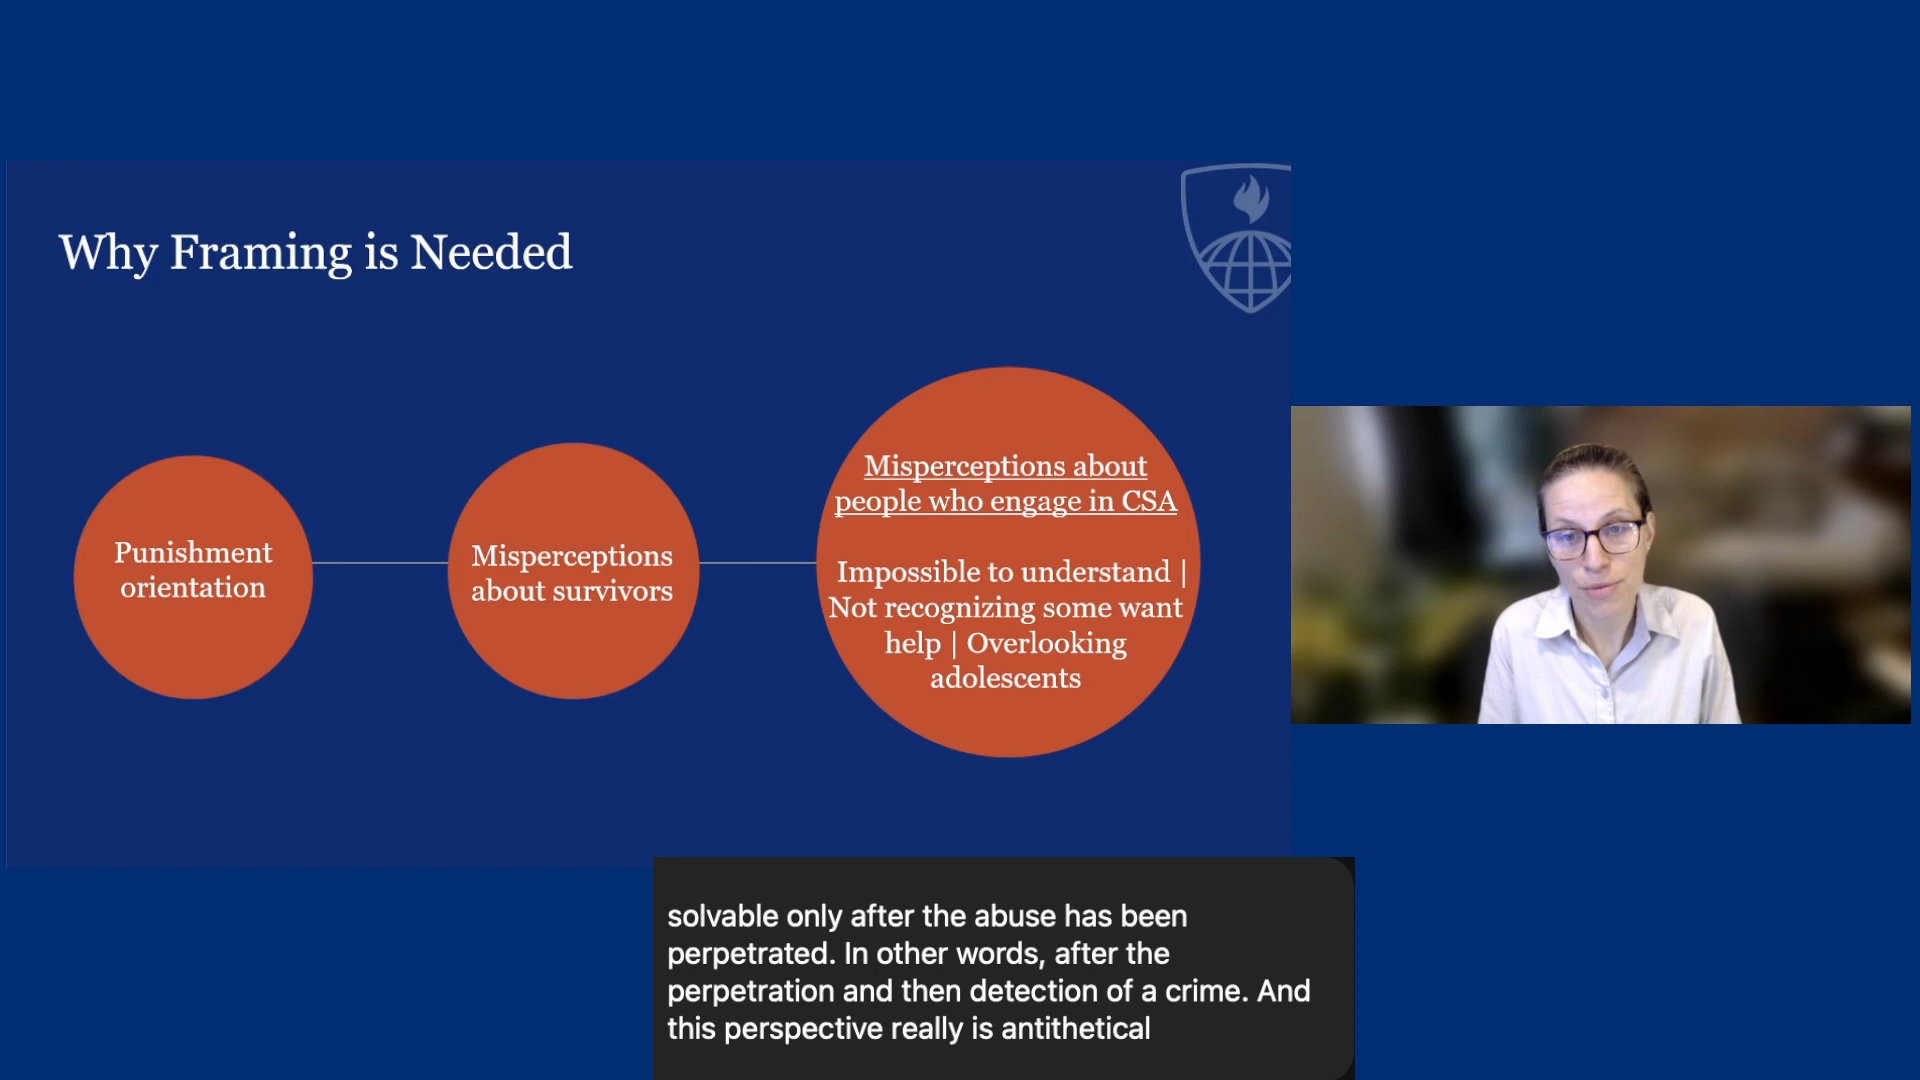 Why Framing is Needed
Punishment
orientation
Misperceptions
about survivors
Misperceptions about
people who engage in CSA
Impossible to understand |
Not recognizing some want
help | Overlooking
adolescents
solvable only after the abuse has been
perpetrated. In other words, after the
perpetration and then detection of a crime. And
this perspective really is antithetical